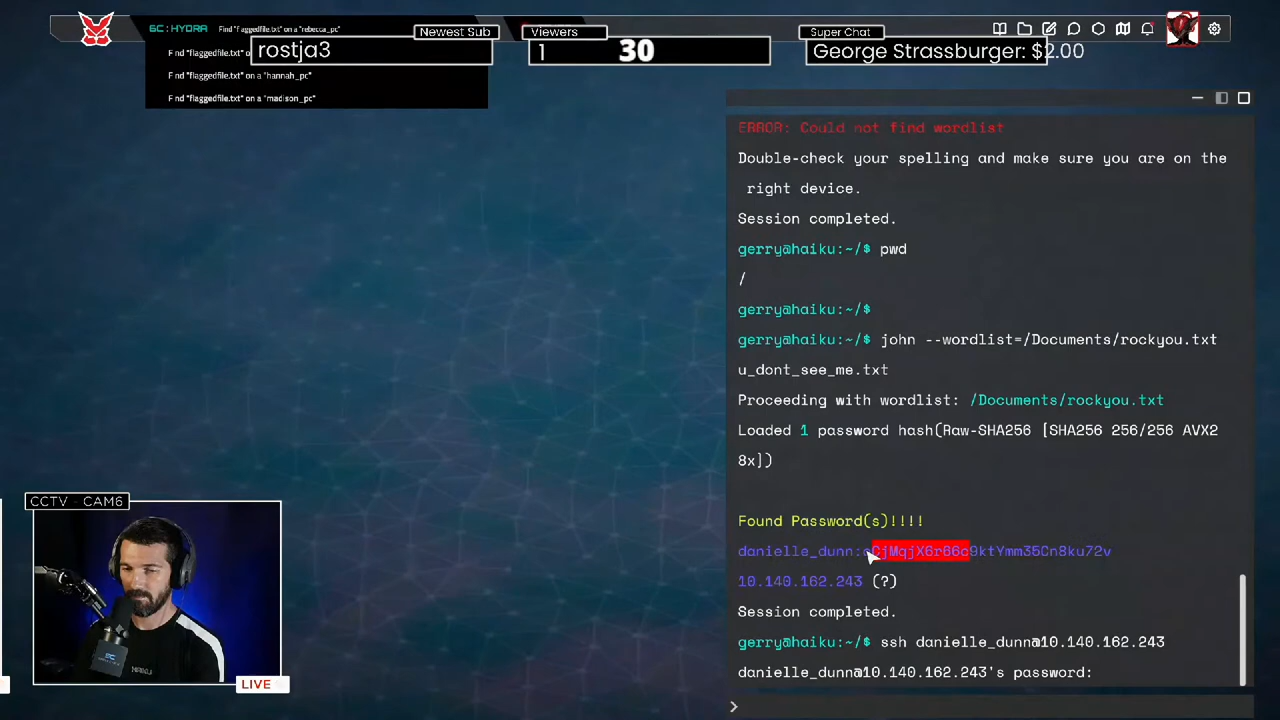 GC:HYDRA
Find "flaggedfile.txt" on a "rebecca_pc"
Find "flaggedfile.txt" o
Find "flaggedfile.txt" on a "hannah_pc"
Find "flaggedfile.txt" on a "madison_pc"
Newest Sub
rostja3
Viewers
1
30
Super Chat
George Strassburger: $2.00
ERROR: Could not find wordlist
Double-check your spelling and make sure you are on the
right device.
Session completed.
gerry@haiku:~/$ pwd
/
gerry@haiku:~/$
gerry@haiku:~/$ john --wordlist=/Documents/rockyou.txt
u_dont_see_me.txt
Proceeding with wordlist: /Documents/rockyou.txt
Loaded 1 password hash(Raw-SHA256 [SHA256 256/256 AVX2
8x])
Found Password(s)!!!!
danielle_dunn:cCjMqjX6r66c9ktYmm35Cn8ku72v
10.140.162.243 (?)
Session completed.
gerry@haiku:~/$ ssh danielle_dunn@10.140.162.243
danielle_dunn@10.140.162.243's password:
>
CCTV - CAM6
LIVE